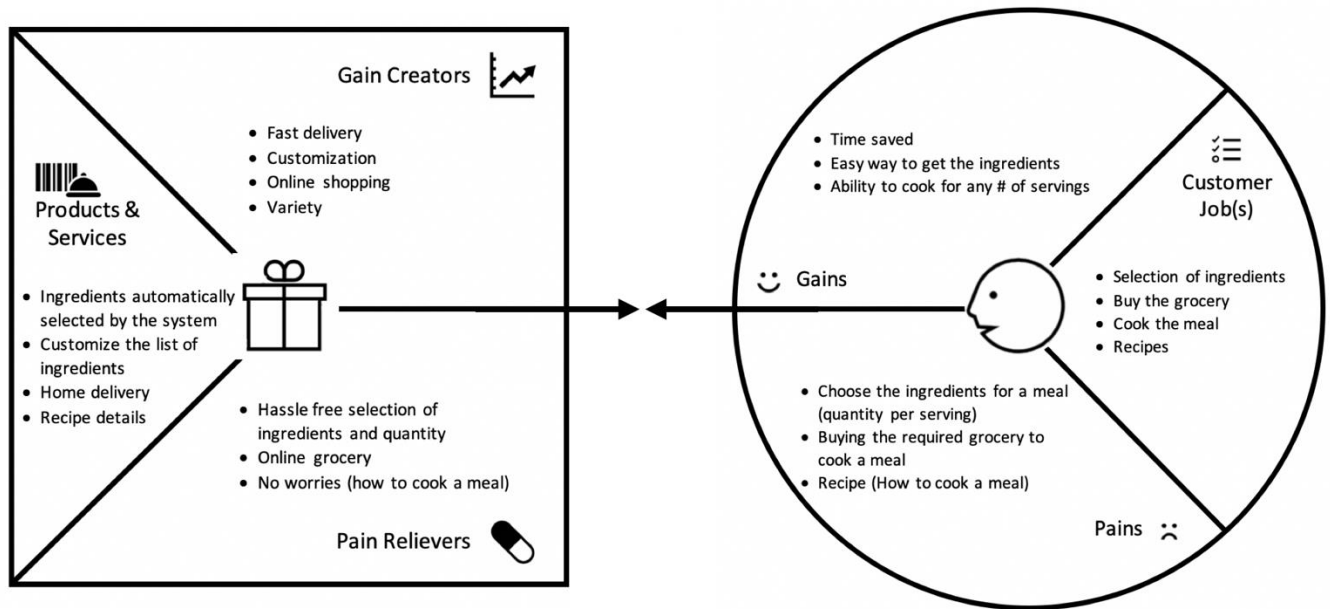 Gain Creators
• Fast delivery
• Customization
• Online shopping
• Variety
Products &
Services
• Ingredients automatically
selected by the system
• Customize the list of
ingredients
• Home delivery
• Recipe details
• Hassle free selection of
ingredients and quantity
• Online grocery
• No worries (how to cook a meal)
Pain Relievers
• Time saved
• Easy way to get the ingredients
• Ability to cook for any # of servings
Gains
Customer
Job(s)
• Selection of ingredients
• Buy the grocery
• Cook the meal
• Recipes
• Choose the ingredients for a meal
(quantity per serving)
• Buying the required grocery to
cook a meal
• Recipe (How to cook a meal)
Pains